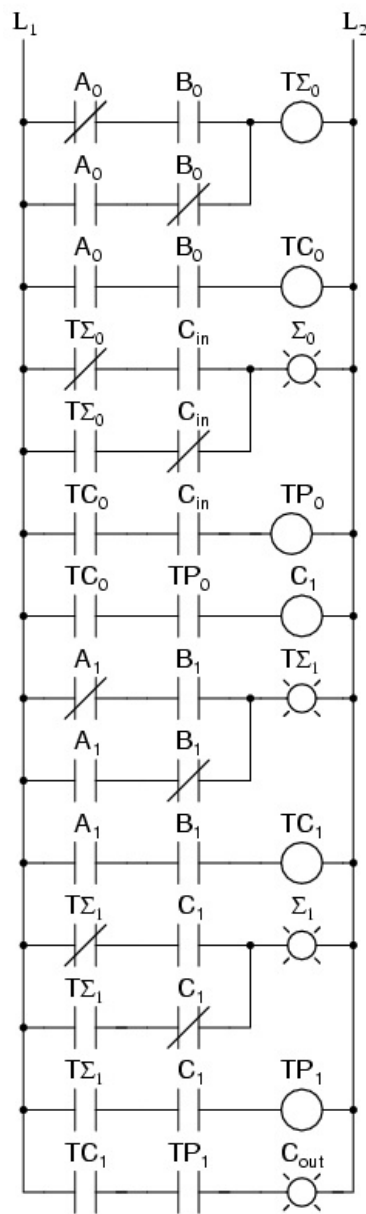 L₁ L₂
A₀ B₀ TΣ₀
A₀ B₀
A₀ B₀ TC₀
TΣ₀ Cᵢₙ Σ₀
TΣ₀ Cᵢₙ
TC₀ Cᵢₙ TP₀
TC₀ TP₀ C₁
A₁ B₁ TΣ₁
A₁ B₁
A₁ B₁ TC₁
TΣ₁ C₁ Σ₁
TΣ₁ C₁
TΣ₁ C₁ TP₁
TC₁ TP₁ Cₒᵤₜ